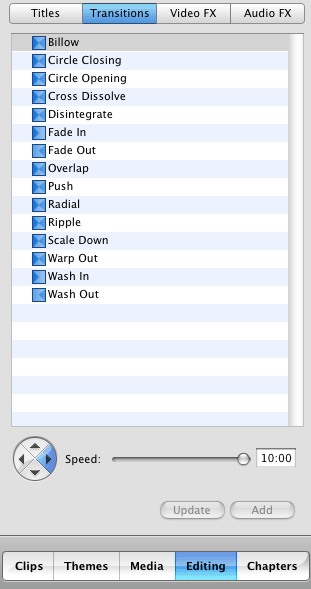 Titles Transitions Video FX Audio FX
Billow
Circle Closing
Circle Opening
Cross Dissolve
Disintegrate
Fade In
Fade Out
Overlap
Push
Radial
Ripple
Scale Down
Warp Out
Wash In
Wash Out
Speed: 10:00
Update Add
Clips Themes Media Editing Chapters